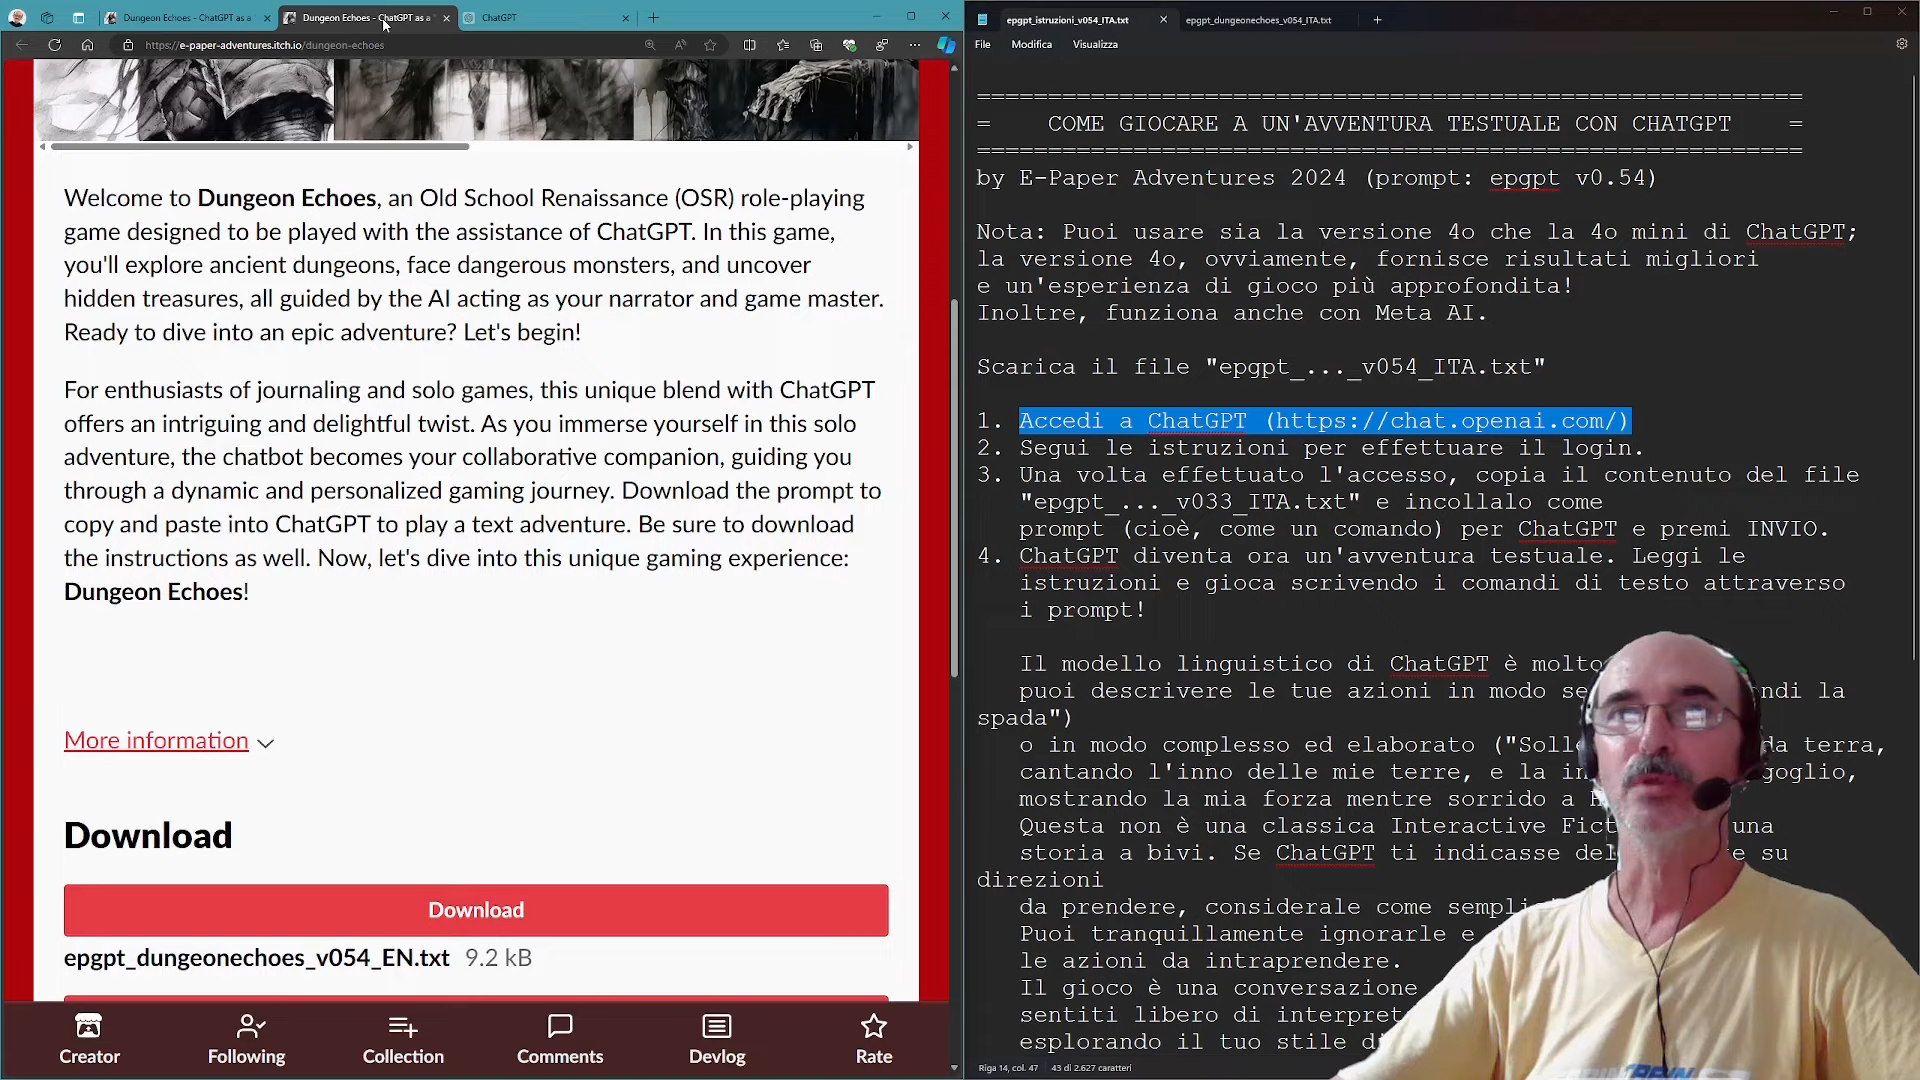 Dungeon Echoes - ChatGPT as a
Dungeon Echoes - ChatGPT as a
ChatGPT
https://e-paper-adventures.itch.io/dungeon-echoes
Welcome to Dungeon Echoes, an Old School Renaissance (OSR) role-playing
game designed to be played with the assistance of ChatGPT. In this game,
you'll explore ancient dungeons, face dangerous monsters, and uncover
hidden treasures, all guided by the AI acting as your narrator and game master.
Ready to dive into an epic adventure? Let's begin!
For enthusiasts of journaling and solo games, this unique blend with ChatGPT
offers an intriguing and delightful twist. As you immerse yourself in this solo
adventure, the chatbot becomes your collaborative companion, guiding you
through a dynamic and personalized gaming journey. Download the prompt to
copy and paste into ChatGPT to play a text adventure. Be sure to download
the instructions as well. Now, let's dive into this unique gaming experience:
Dungeon Echoes!
More information
Download
Download
epgpt_dungeonechoes_v054_EN.txt 9.2 kB
Creator
Following
Collection
Comments
Devlog
Rate
epgpt_istruzioni_v054_ITA.txt
epgpt_dungeonechoes_v054_ITA.txt
File
Modifica
Visualizza
==========================================================
= COME GIOCARE A UN'AVVENTURA TESTUALE CON CHATGPT =
==========================================================
by E-Paper Adventures 2024 (prompt: epgpt v0.54)
Nota: Puoi usare sia la versione 4o che la 4o mini di ChatGPT;
la versione 4o, ovviamente, fornisce risultati migliori
e un'esperienza di gioco più approfondita!
Inoltre, funziona anche con Meta AI.
Scarica il file "epgpt_..._v054_ITA.txt"
1. Accedi a ChatGPT (https://chat.openai.com/)
2. Segui le istruzioni per effettuare il login.
3. Una volta effettuato l'accesso, copia il contenuto del file
"epgpt_..._v033_ITA.txt" e incollalo come
prompt (cioè, come un comando) per ChatGPT e premi INVIO.
4. ChatGPT diventa ora un'avventura testuale. Leggi le
istruzioni e gioca scrivendo i comandi di testo attraverso
i prompt!
Il modello linguistico di ChatGPT è molto
puoi descrivere le tue azioni in modo la
spada")
o in modo complesso ed elaborato ("Soll da terra,
cantando l'inno delle mie terre, e la
mostrando la mia forza mentre sorrido a
Questa non è una classica Interactive una
storia a bivi. Se ChatGPT ti indicasse su
direzioni
da prendere, considerale come
Puoi tranquillamente ignorarle e
le azioni da intraprendere.
Il gioco è una conversazione
sentiti libero di
esplorando il tuo stile
Riga 14, col. 47
43 di 2.627 caratteri